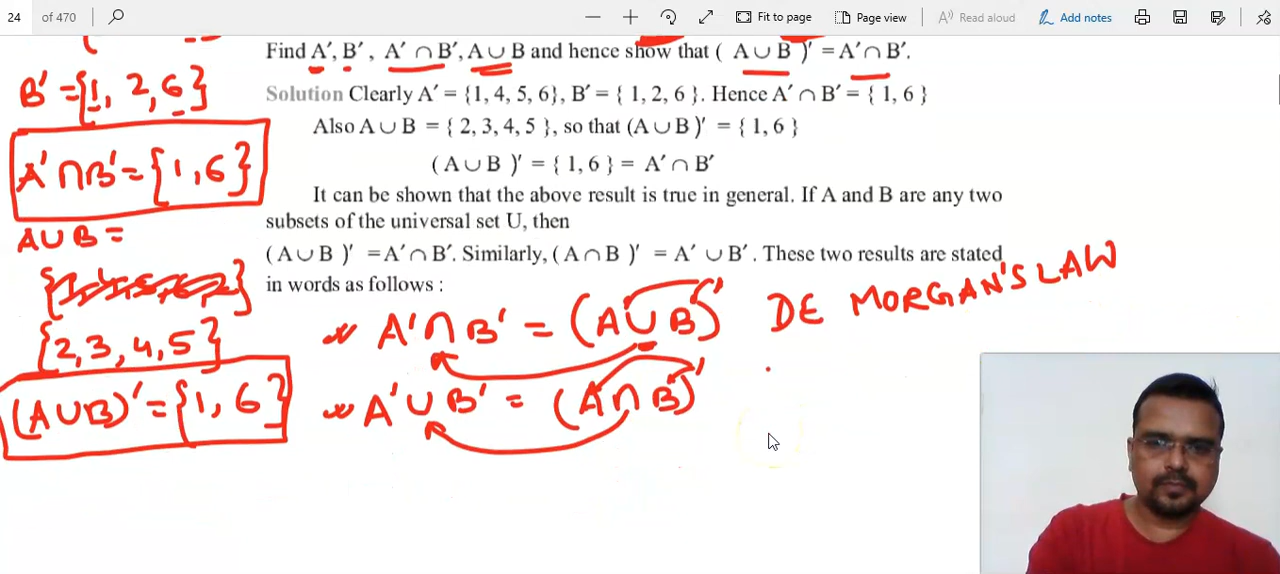 24 of 470
Fit to page
Page view
Read aloud
Add notes
Find A′, B′ , A′ ∩ B′, A ∪ B and hence show that ( A ∪ B )′ = A′ ∩ B′.
B' = {1, 2, 6}
Solution Clearly A′ = {1, 4, 5, 6}, B′ = { 1, 2, 6 }. Hence A′ ∩ B′ = { 1, 6 }
Also A ∪ B = { 2, 3, 4, 5 }, so that (A ∪ B )′ = { 1, 6 }
A' ∩ B' = {1, 6}
( A ∪ B )′ = { 1, 6 } = A′ ∩ B′
It can be shown that the above result is true in general. If A and B are any two
subsets of the universal set U, then
A ∪ B =
( A ∪ B )′ = A′ ∩ B′. Similarly, ( A ∩ B )′ = A′ ∪ B′. These two results are stated
in words as follows :
{2, 3, 4, 5}
A' ∩ B' = (A ∪ B)' DE MORGAN'S LAW
(A ∪ B)' = {1, 6}
A' ∪ B' = (A ∩ B)'